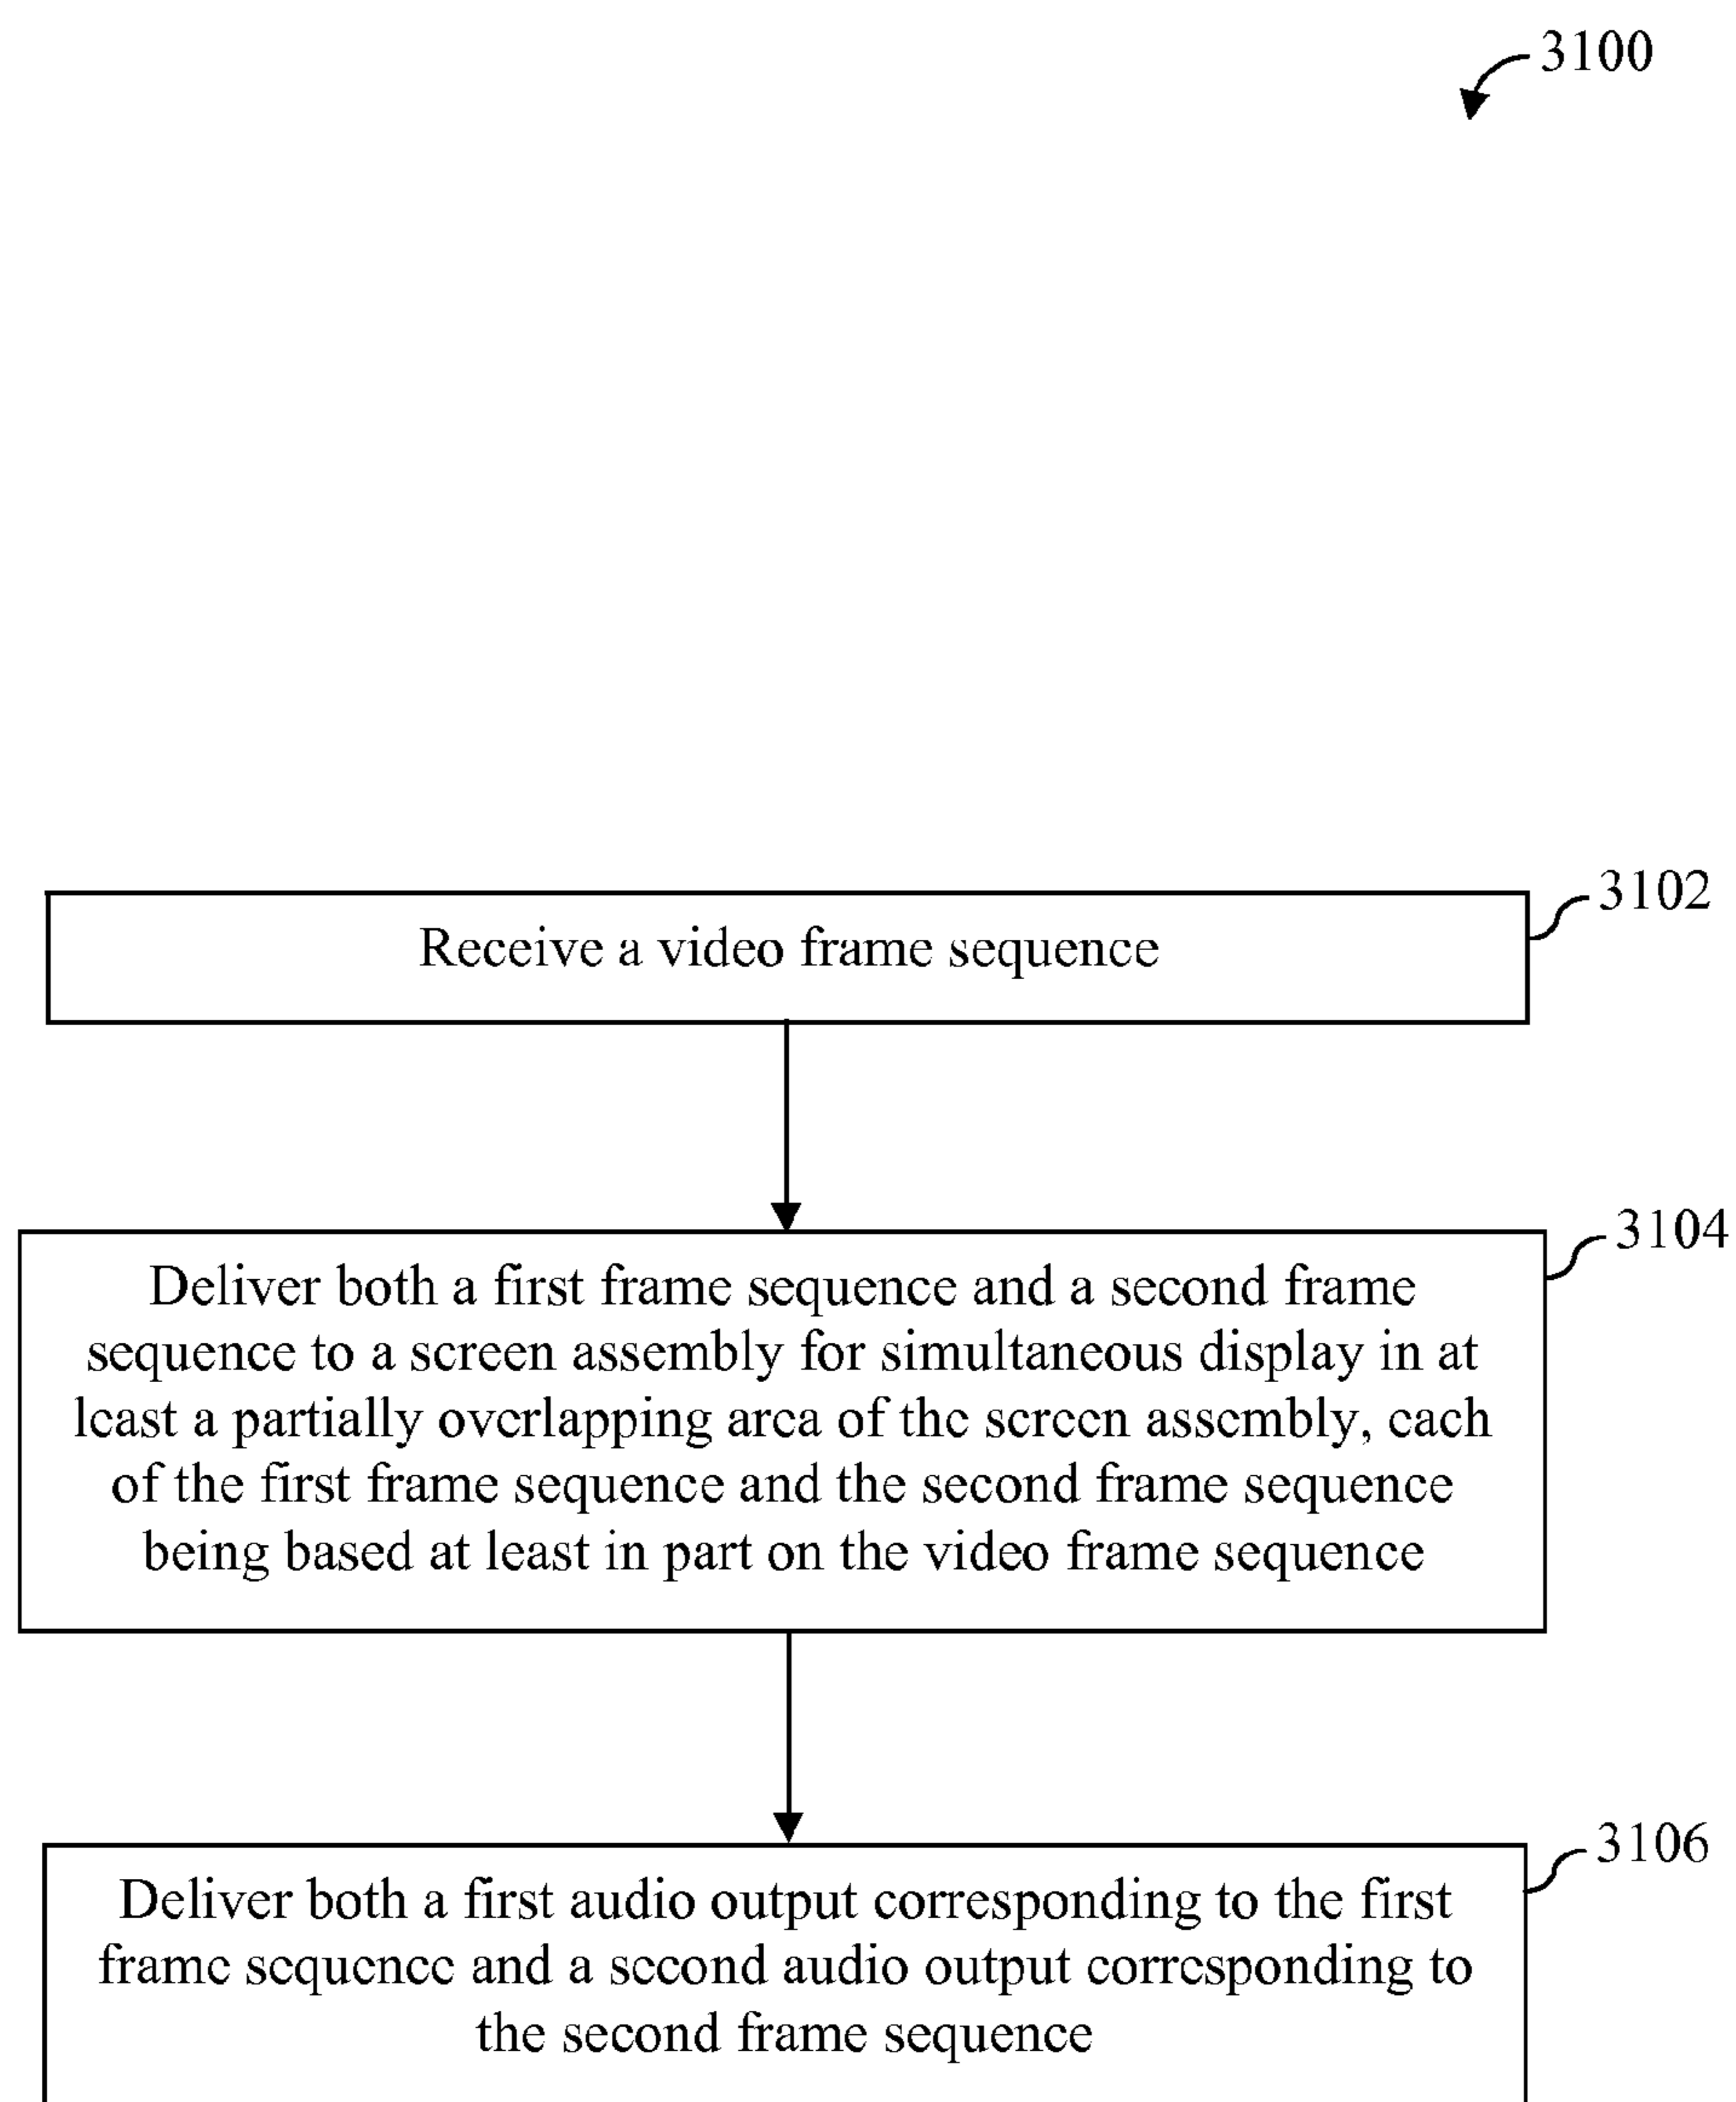 3100
3102
Receive a video frame sequence
3104
Deliver both a first frame sequence and a second frame
sequence to a screen assembly for simultaneous display in at
least a partially overlapping area of the screen assembly, each
of the first frame sequence and the second frame sequence
being based at least in part on the video frame sequence
3106
Deliver both a first audio output corresponding to the first
frame sequence and a second audio output corresponding to
the second frame sequence